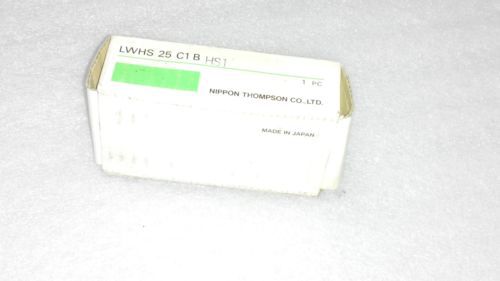 LWHS 25 C1 B HS1
1 PC
NIPPON THOMPSON CO.,LTD.
MADE IN JAPAN